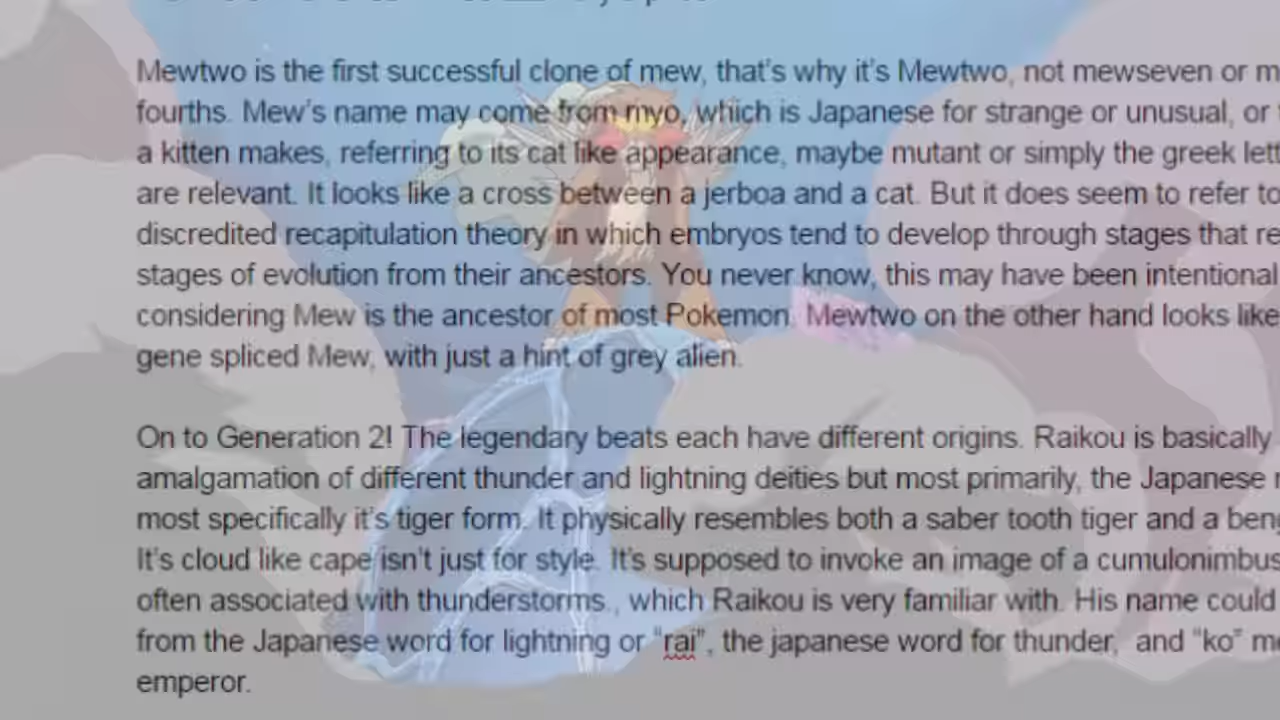 Mewtwo is the first successful clone of mew, that's why it's Mewtwo, not mewseven or m
fourths. Mew's name may come from myo, which is Japanese for strange or unusual, or
a kitten makes, referring to its cat like appearance, maybe mutant or simply the greek lett
are relevant. It looks like a cross between a jerboa and a cat. But it does seem to refer to
discredited recapitulation theory in which embryos tend to develop through stages that re
stages of evolution from their ancestors. You never know, this may have been intentional
considering Mew is the ancestor of most Pokemon. Mewtwo on the other hand looks like
gene spliced Mew, with just a hint of grey alien.
On to Generation 2! The legendary beats each have different origins. Raikou is basically
amalgamation of different thunder and lightning deities but most primarily, the Japanese
most specifically it's tiger form. It physically resembles both a saber tooth tiger and a beng
It's cloud like cape isn't just for style. It's supposed to invoke an image of a cumulonimbus
often associated with thunderstorms., which Raikou is very familiar with. His name could
from the Japanese word for lightning or "rai", the japanese word for thunder, and "ko" me
emperor.